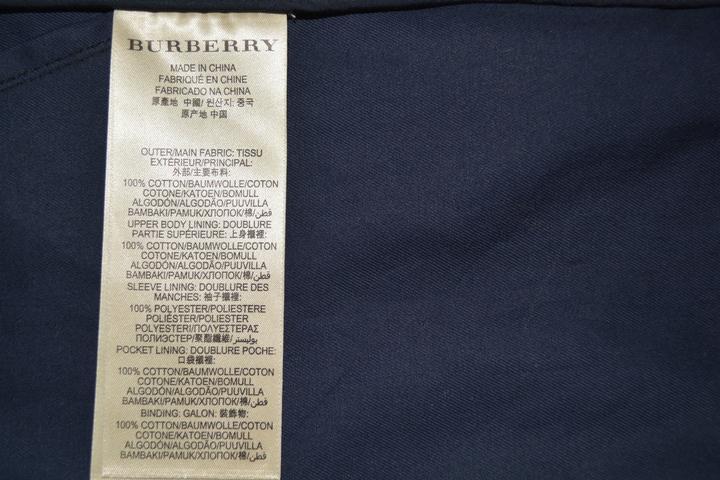 BURBERRY
MADE IN CHINA
FABRIQUÉ EN CHINE
FABRICADO NA CHINA
原產地 中國/ 원산지: 중국
原产地 中国
OUTER/MAIN FABRIC: TISSU
EXTÉRIEUR/PRINCIPAL:
外部/主要布料:
100% COTTON/BAUMWOLLE/COTON
COTONE/KATOEN/BOMULL
ALGODÓN/ALGODÃO/PUUVILLA
BAMBAKI/PAMUK/ХЛОПОК/棉/قطن
UPPER BODY LINING: DOUBLURE
PARTIE SUPÉRIEURE: 上身襯裡:
100% COTTON/BAUMWOLLE/COTON
COTONE/KATOEN/BOMULL
ALGODÓN/ALGODÃO/PUUVILLA
BAMBAKI/PAMUK/ХЛОПОК/棉/قطن
SLEEVE LINING: DOUBLURE DES
MANCHES: 袖子襯裡:
100% POLYESTER/POLIESTERE
POLIÉSTER/POLIESTER
POLYESTERI/ΠΟΛΥΕΣΤΕΡΑΣ
ПОЛИЭСТЕР/聚酯纖維/بوليستر
POCKET LINING: DOUBLURE POCHE:
口袋襯裡:
100% COTTON/BAUMWOLLE/COTON
COTONE/KATOEN/BOMULL
ALGODÓN/ALGODÃO/PUUVILLA
BAMBAKI/PAMUK/ХЛОПОК/棉/قطن
BINDING: GALON: 裝飾物:
100% COTTON/BAUMWOLLE/COTON
COTONE/KATOEN/BOMULL
ALGODÓN/ALGODÃO/PUUVILLA
BAMBAKI/PAMUK/ХЛОПОК/棉/قطن